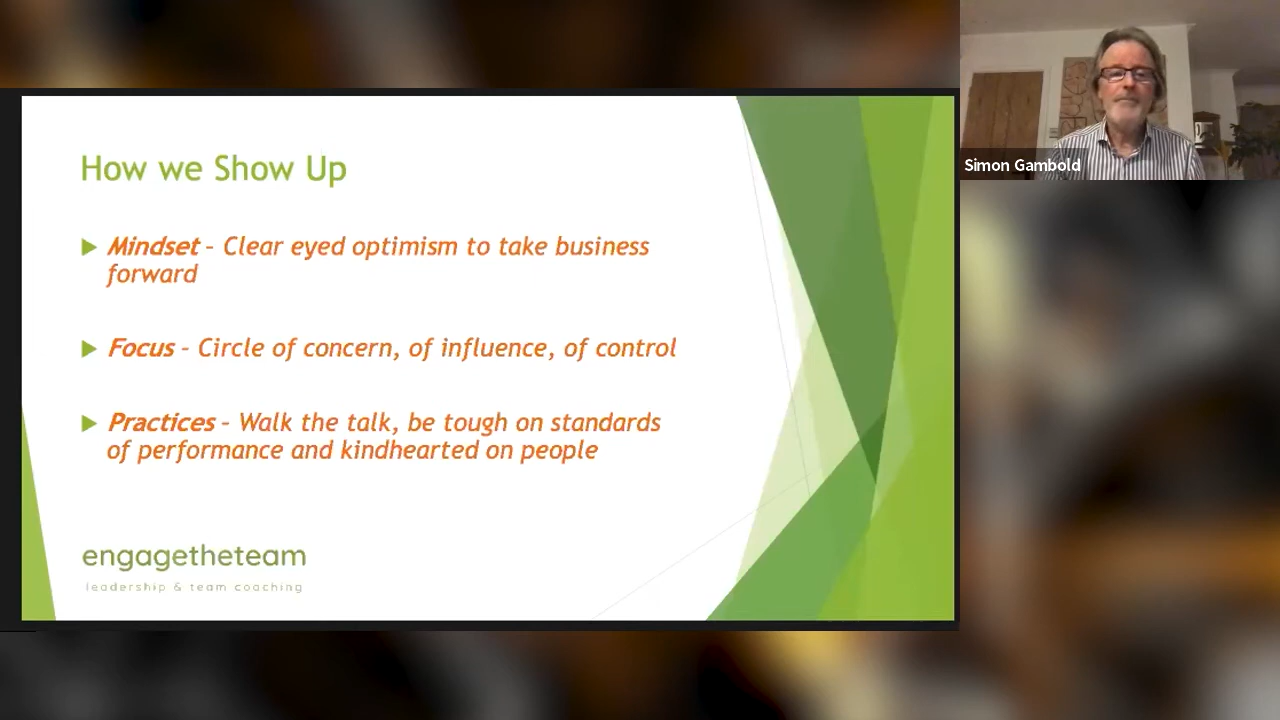 How we Show Up
Mindset – Clear eyed optimism to take business
forward
Focus – Circle of concern, of influence, of control
Practices – Walk the talk, be tough on standards
of performance and kindhearted on people
engagetheteam
leadership & team coaching
Simon Gambold